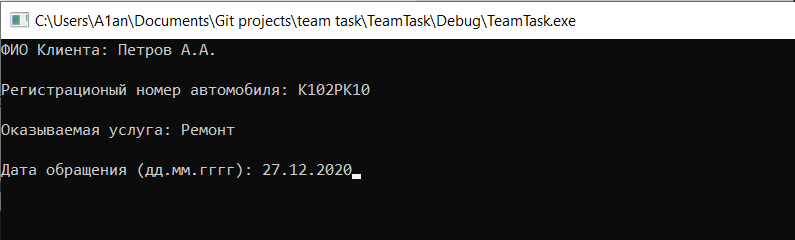 C:\Users\A1an\Documents\Git projects\team task\TeamTask\Debug\TeamTask.exe
ФИО Клиента: Петров А.А.
Регистрационый номер автомобиля: К102РК10
Оказываемая услуга: Ремонт
Дата обращения (дд.мм.гггг): 27.12.2020